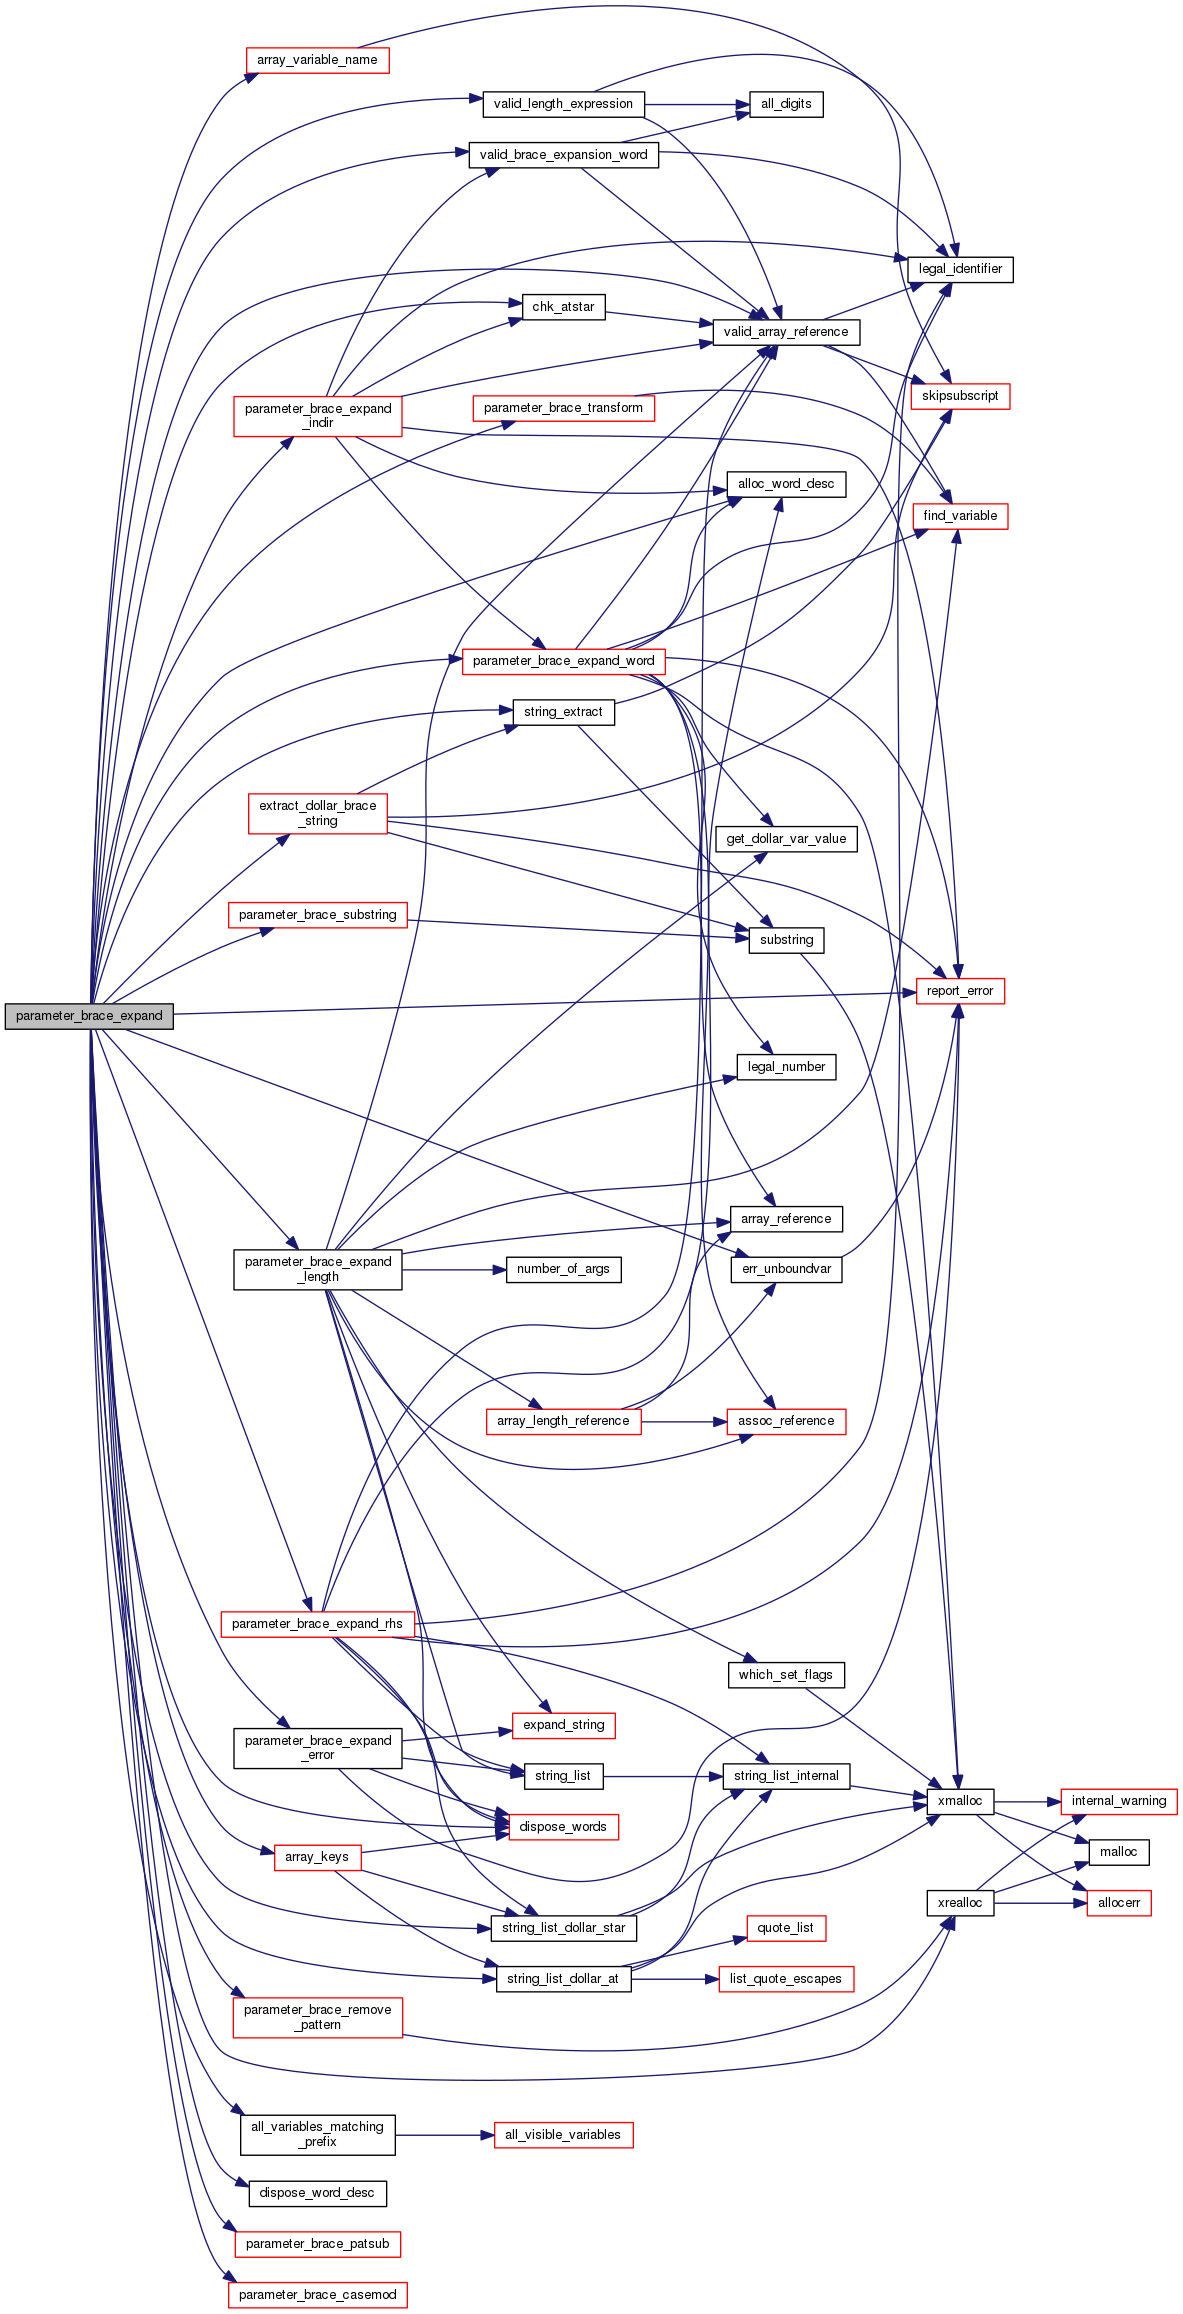 array_variable_name
valid_length_expression
all_digits
valid_brace_expansion_word
legal_identifier
chk_atstar
valid_array_reference
skipsubscript
parameter_brace_expand
_indir
parameter_brace_transform
alloc_word_desc
find_variable
parameter_brace_expand_word
string_extract
extract_dollar_brace
_string
get_dollar_var_value
parameter_brace_substring
substring
report_error
parameter_brace_expand
legal_number
array_reference
parameter_brace_expand
_length
number_of_args
err_unboundvar
array_length_reference
assoc_reference
parameter_brace_expand_rhs
which_set_flags
expand_string
parameter_brace_expand
_error
string_list
string_list_internal
xmalloc
internal_warning
dispose_words
array_keys
malloc
xrealloc
allocerr
string_list_dollar_star
quote_list
string_list_dollar_at
list_quote_escapes
parameter_brace_remove
_pattern
all_variables_matching
_prefix
all_visible_variables
dispose_word_desc
parameter_brace_patsub
parameter_brace_casemod